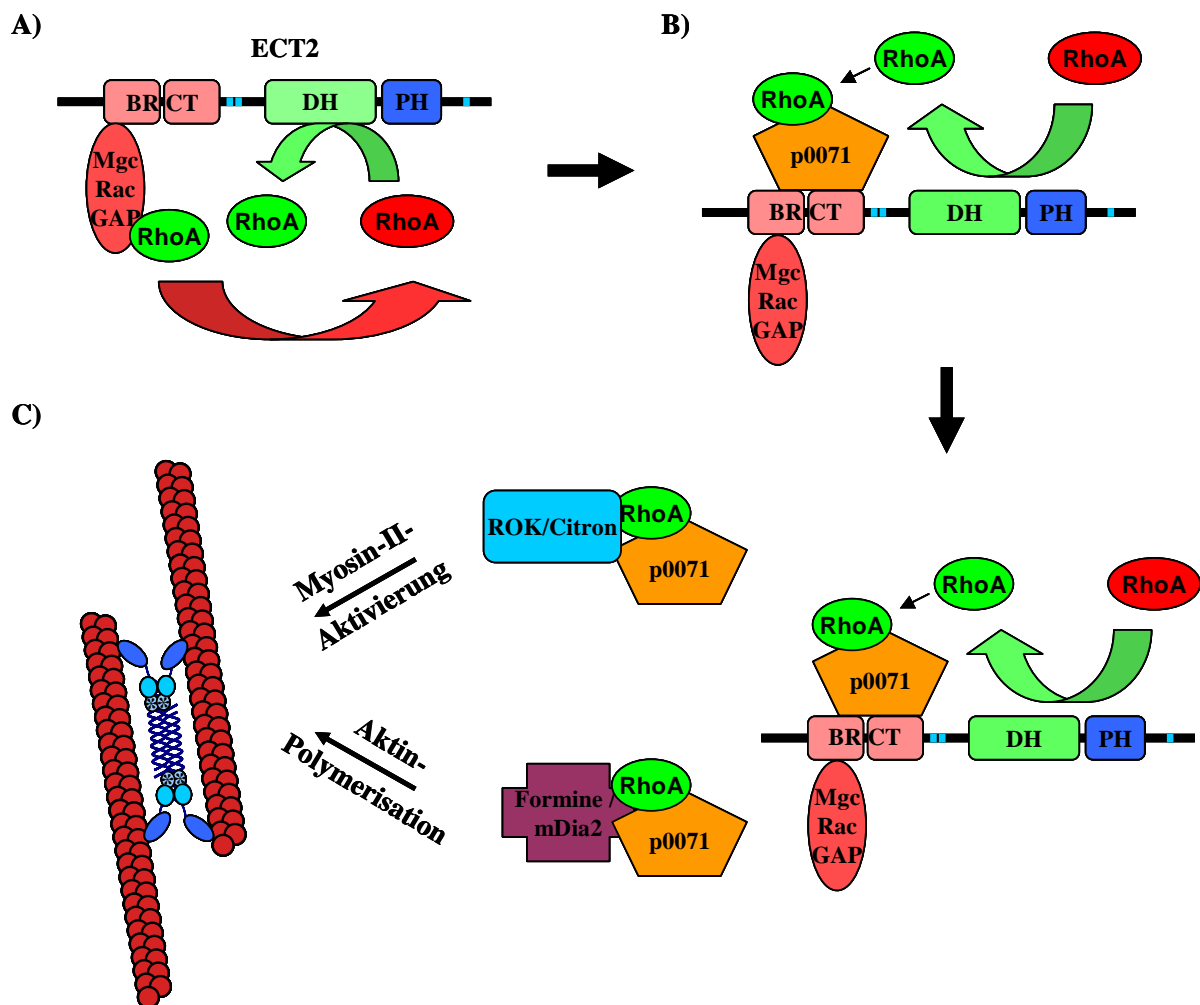 A)
ECT2
BR CT
DH
PH
Mgc
Rac
GAP
RhoA
RhoA
RhoA
B)
RhoA
RhoA
RhoA
p0071
BR CT
DH
PH
Mgc
Rac
GAP
C)
Myosin-II-
Aktivierung
ROK/Citron
RhoA
p0071
Aktin-
Polymerisation
Formine /
mDia2
RhoA
p0071
RhoA
RhoA
RhoA
p0071
BR CT
DH
PH
Mgc
Rac
GAP